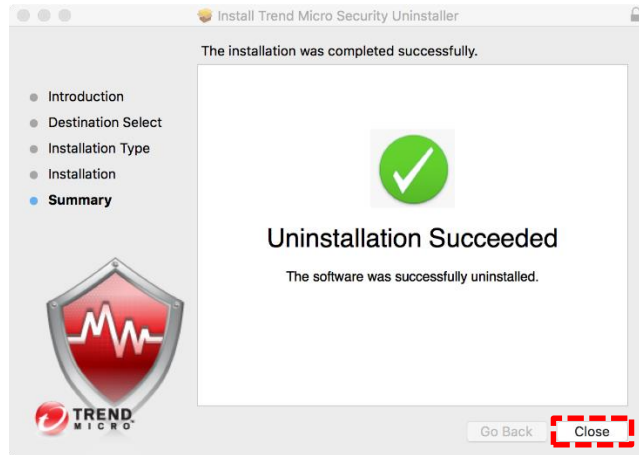 Install Trend Micro Security Uninstaller
The installation was completed successfully.
Introduction
Destination Select
Installation Type
Installation
Summary
Uninstallation Succeeded
The software was successfully uninstalled.
TREND
MICRO
Go Back
Close